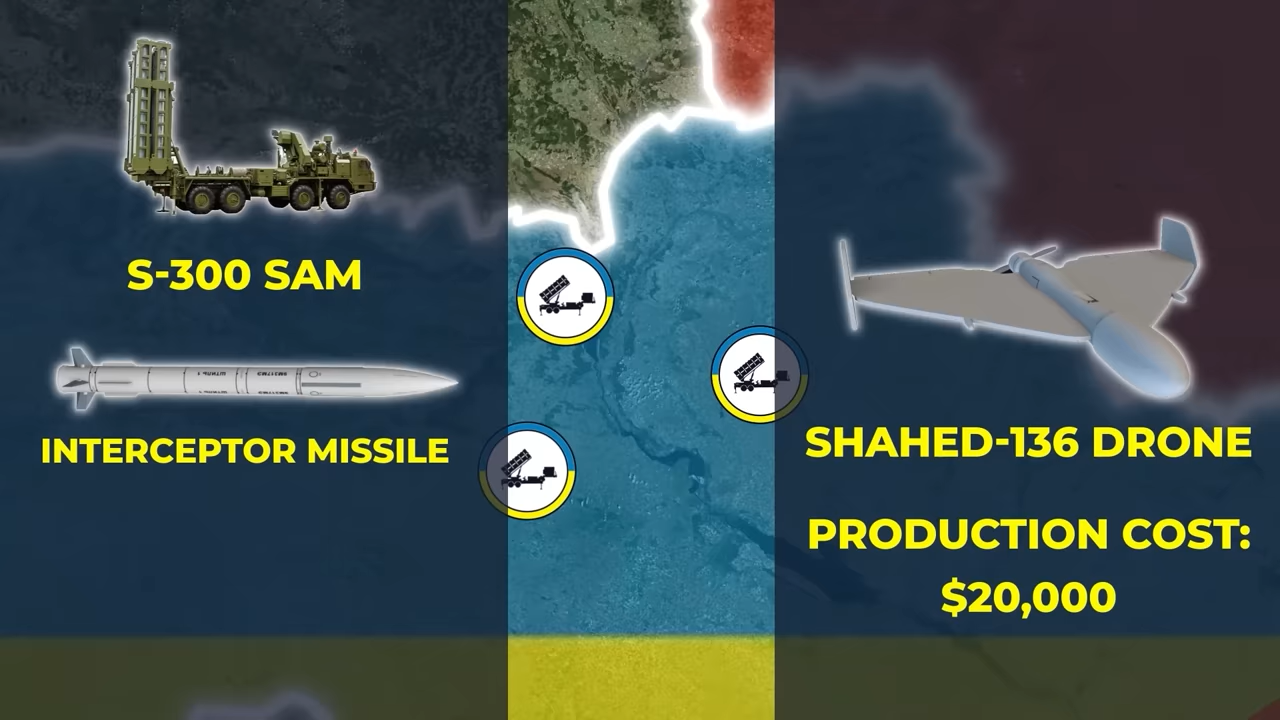 S-300 SAM
INTERCEPTOR MISSILE
SHAHED-136 DRONE
PRODUCTION COST:
$20,000